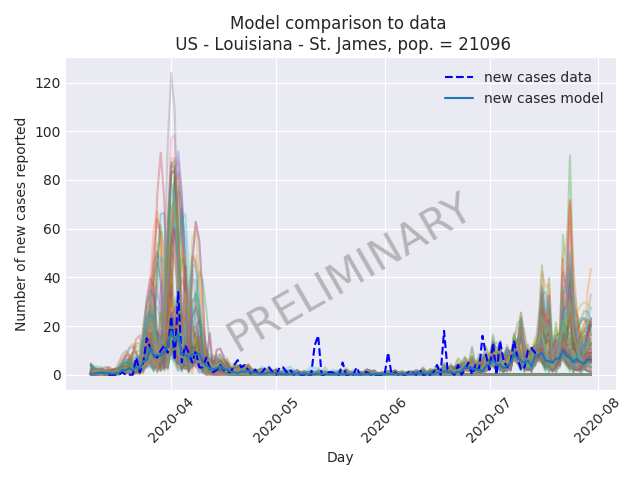 Model comparison to data
US - Louisiana - St. James, pop. = 21096
new cases data
new cases model
Number of new cases reported
120
100
80
60
40
20
0
PRELIMINARY
2020-04
2020-05
2020-06
2020-07
2020-08
Day